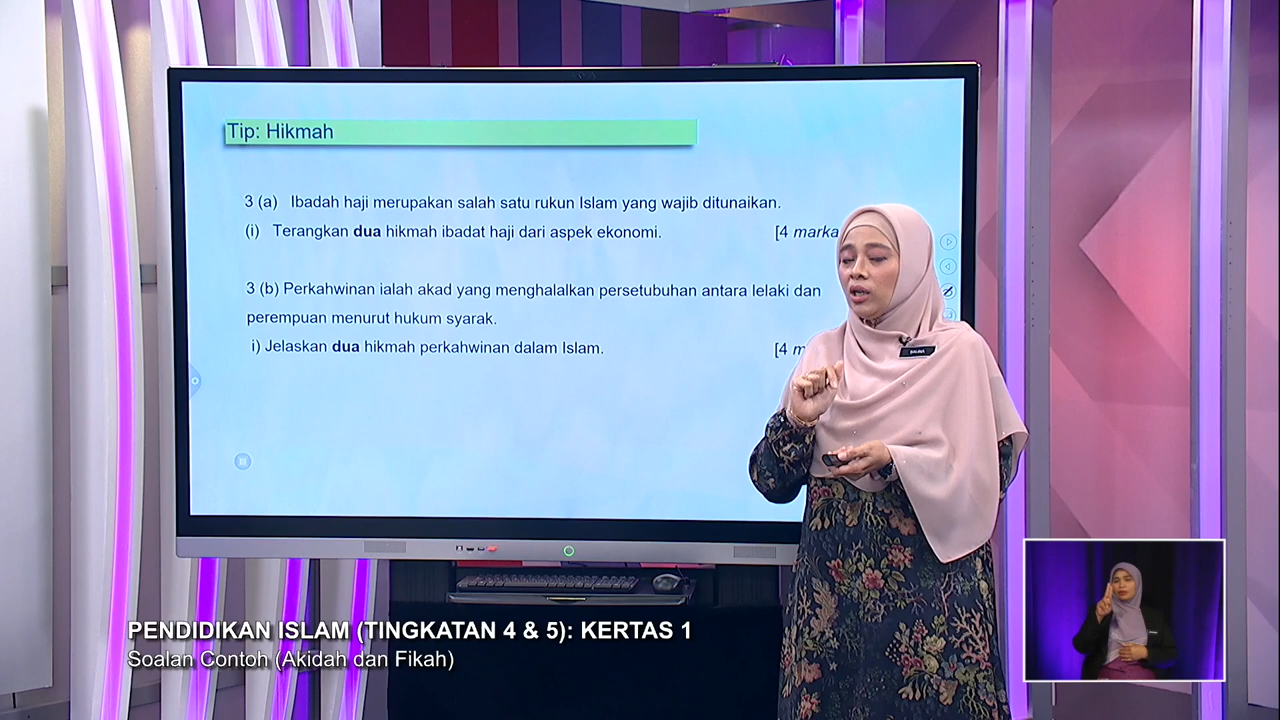 Tip: Hikmah
3 (a) Ibadah haji merupakan salah satu rukun Islam yang wajib ditunaikan.
(i) Terangkan dua hikmah ibadat haji dari aspek ekonomi. [4 marka
3 (b) Perkahwinan ialah akad yang menghalalkan persetubuhan antara lelaki dan
perempuan menurut hukum syarak.
i) Jelaskan dua hikmah perkahwinan dalam Islam. [4 m
PENDIDIKAN ISLAM (TINGKATAN 4 & 5): KERTAS 1
Soalan Contoh (Akidah dan Fikah)